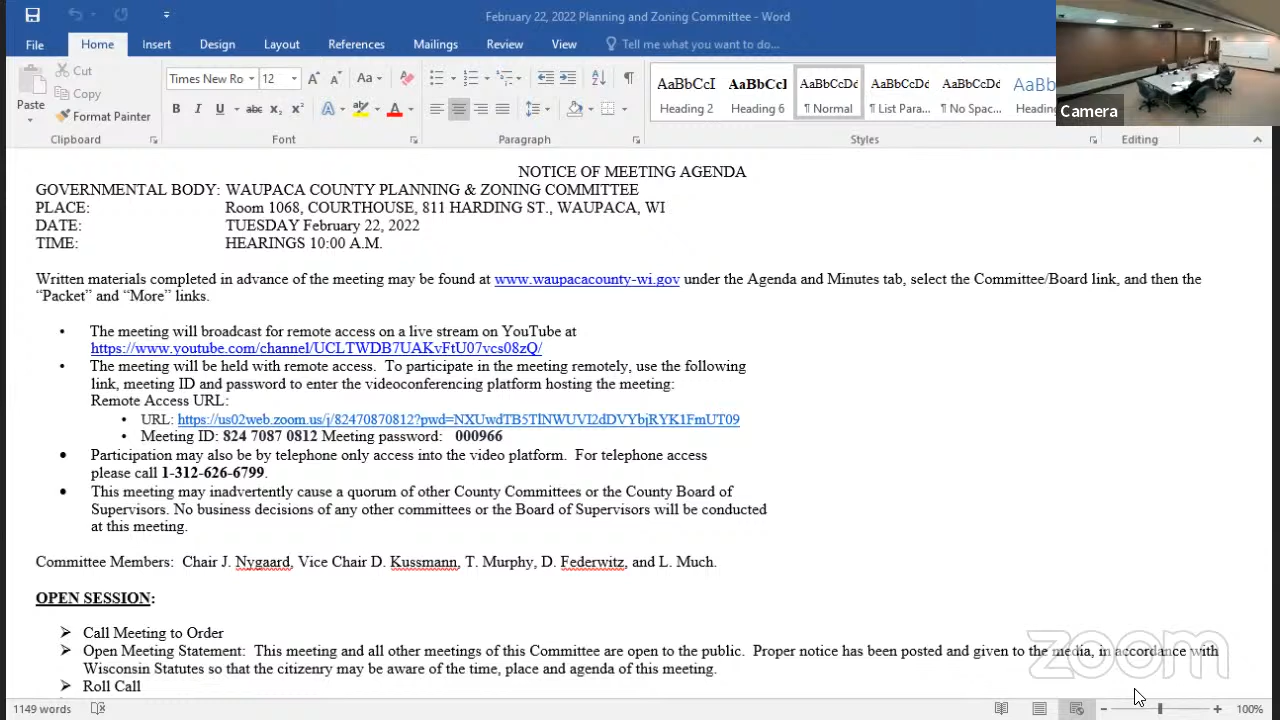 February 22, 2022 Planning and Zoning Committee - Word
File Home Insert Design Layout References Mailings Review View Tell me what you want to do...
Paste
Cut
Copy
Format Painter
Times New Ro 12
AaBbCcI AaBbCcI AaBbCcDc AaBbCcDc AaBbCcDc AaBbC
Heading 2 Heading 6 ¶ Normal ¶ List Para... ¶ No Spac... Heading
Camera
Clipboard Font Paragraph Styles Editing
NOTICE OF MEETING AGENDA
GOVERNMENTAL BODY: WAUPACA COUNTY PLANNING & ZONING COMMITTEE
PLACE: Room 1068, COURTHOUSE, 811 HARDING ST., WAUPACA, WI
DATE: TUESDAY February 22, 2022
TIME: HEARINGS 10:00 A.M.
Written materials completed in advance of the meeting may be found at www.waupacacounty-wi.gov under the Agenda and Minutes tab, select the Committee/Board link, and then the
“Packet” and “More” links.
• The meeting will broadcast for remote access on a live stream on YouTube at
https://www.youtube.com/channel/UCLTWDB7UAKvFtU07vcs08zQ/
• The meeting will be held with remote access. To participate in the meeting remotely, use the following
link, meeting ID and password to enter the videoconferencing platform hosting the meeting:
Remote Access URL:
• URL: https://us02web.zoom.us/j/82470870812?pwd=NXUwdTB5TlNWUVI2dDVYbjRYK1FmUT09
• Meeting ID: 824 7087 0812 Meeting password: 000966
• Participation may also be by telephone only access into the video platform. For telephone access
please call 1-312-626-6799.
• This meeting may inadvertently cause a quorum of other County Committees or the County Board of
Supervisors. No business decisions of any other committees or the Board of Supervisors will be conducted
at this meeting.
Committee Members: Chair J. Nygaard, Vice Chair D. Kussmann, T. Murphy, D. Federwitz, and L. Much.
OPEN SESSION:
➢ Call Meeting to Order
➢ Open Meeting Statement: This meeting and all other meetings of this Committee are open to the public. Proper notice has been posted and given to the media, in accordance with
Wisconsin Statutes so that the citizenry may be aware of the time, place and agenda of this meeting.
➢ Roll Call
zoom
1149 words 100%